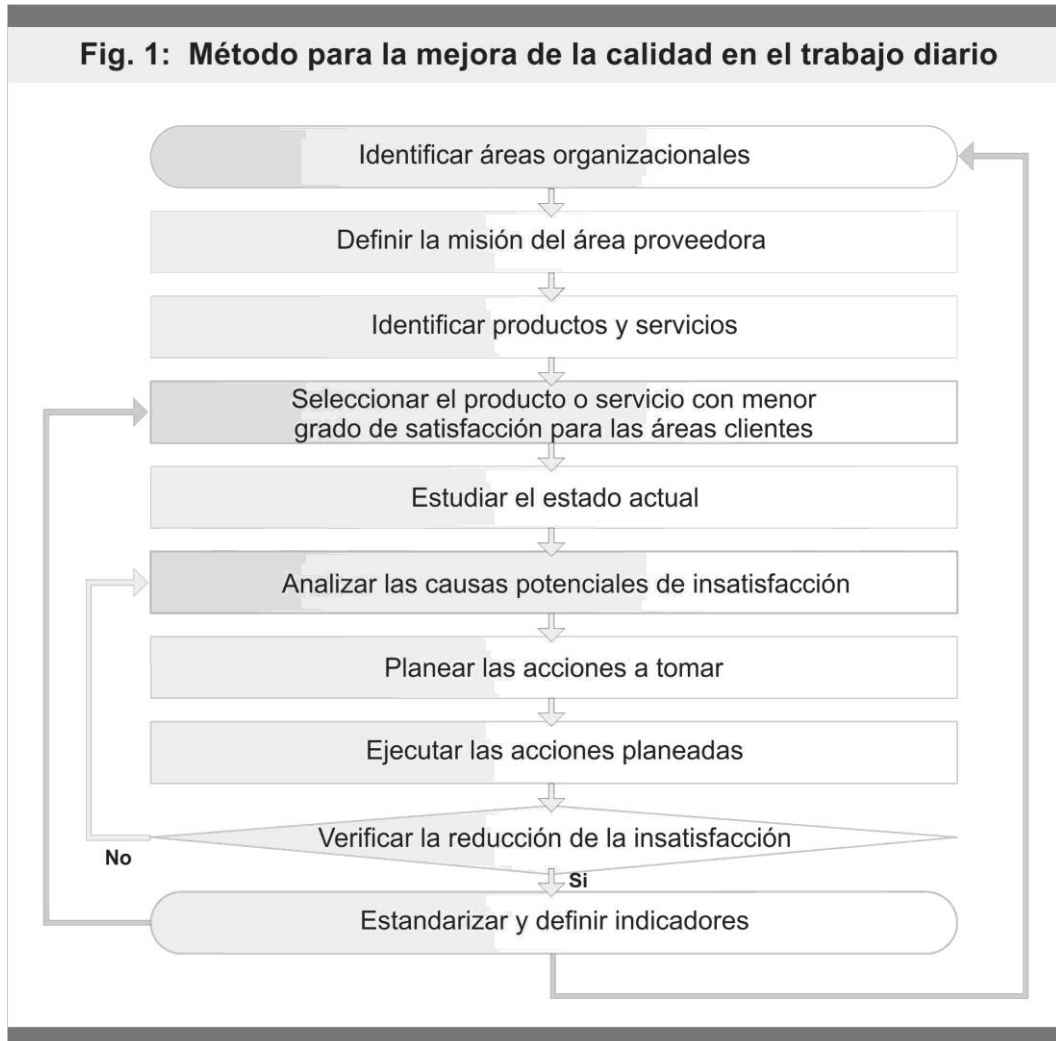 Fig. 1: Método para la mejora de la calidad en el trabajo diario
Identificar áreas organizacionales
Definir la misión del área proveedora
Identificar productos y servicios
Seleccionar el producto o servicio con menor
grado de satisfacción para las áreas clientes
Estudiar el estado actual
Analizar las causas potenciales de insatisfacción
Planear las acciones a tomar
Ejecutar las acciones planeadas
Verificar la reducción de la insatisfacción
No
Si
Estandarizar y definir indicadores